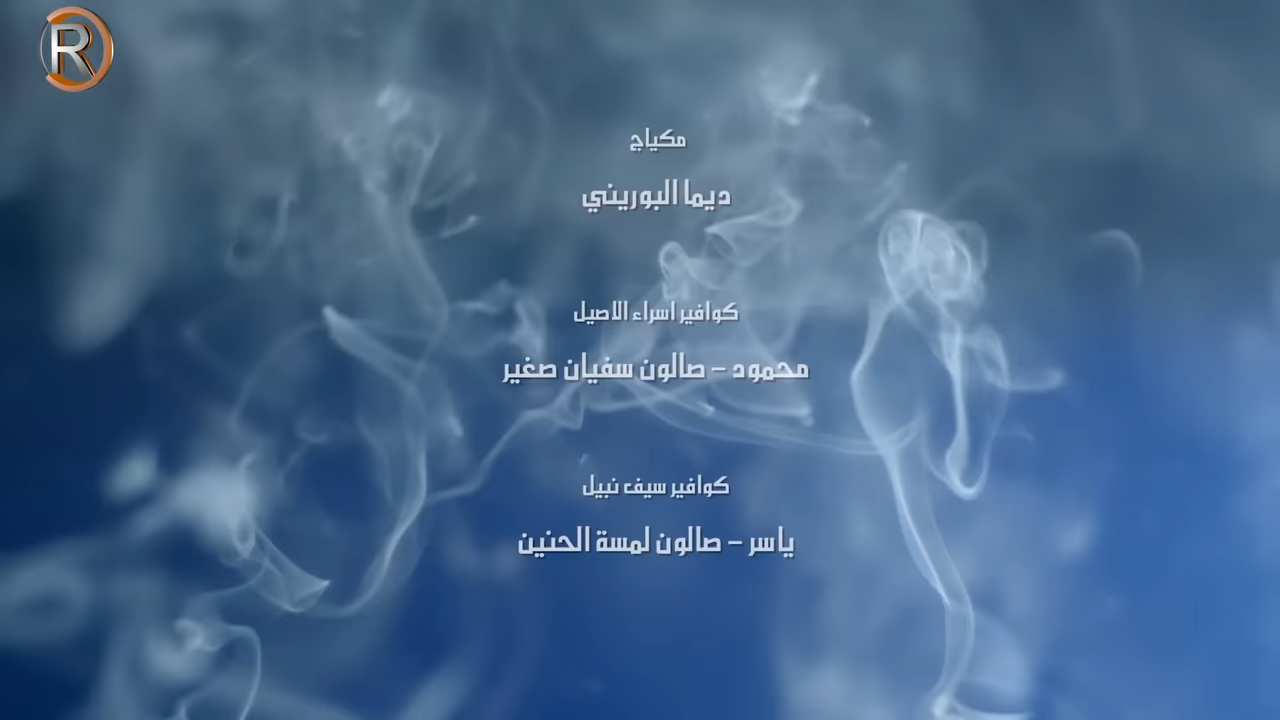 R
مكياج
ديما البوريني
كوافير اسراء الاصيل
محمود – صالون سفيان صغير
كوافير سيف نبيل
ياسر – صالون لمسة الحنين